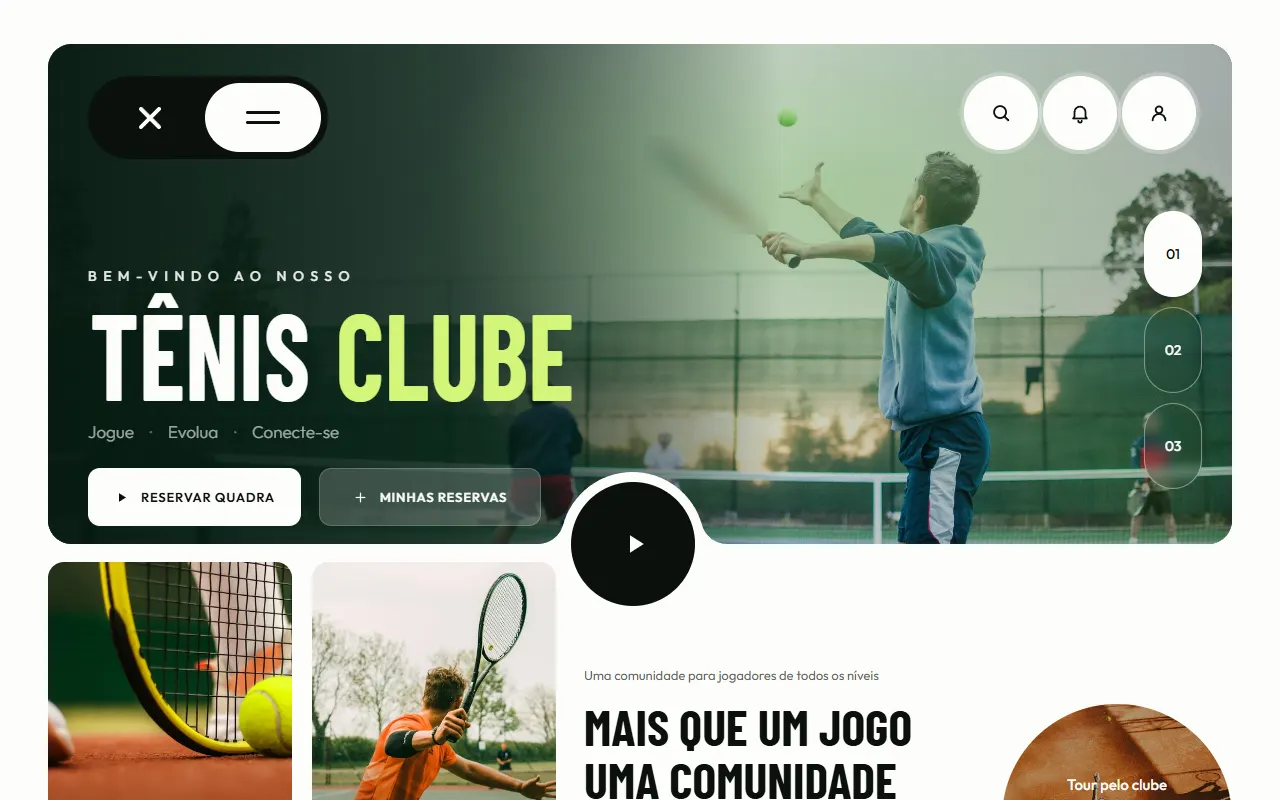 BEM-VINDO AO NOSSO
TÊNIS CLUBE
Jogue · Evolua · Conecte-se
RESERVAR QUADRA
MINHAS RESERVAS
01
02
03
Uma comunidade para jogadores de todos os níveis
MAIS QUE UM JOGO
UMA COMUNIDADE
Tour pelo clube